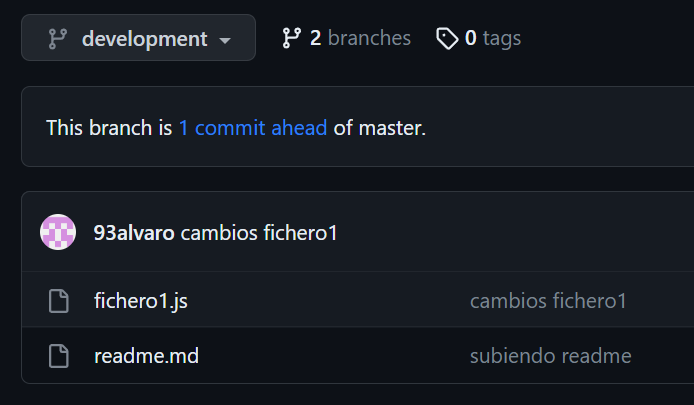 development 2 branches 0 tags
This branch is 1 commit ahead of master.
93alvaro cambios fichero1
fichero1.js cambios fichero1
readme.md subiendo readme